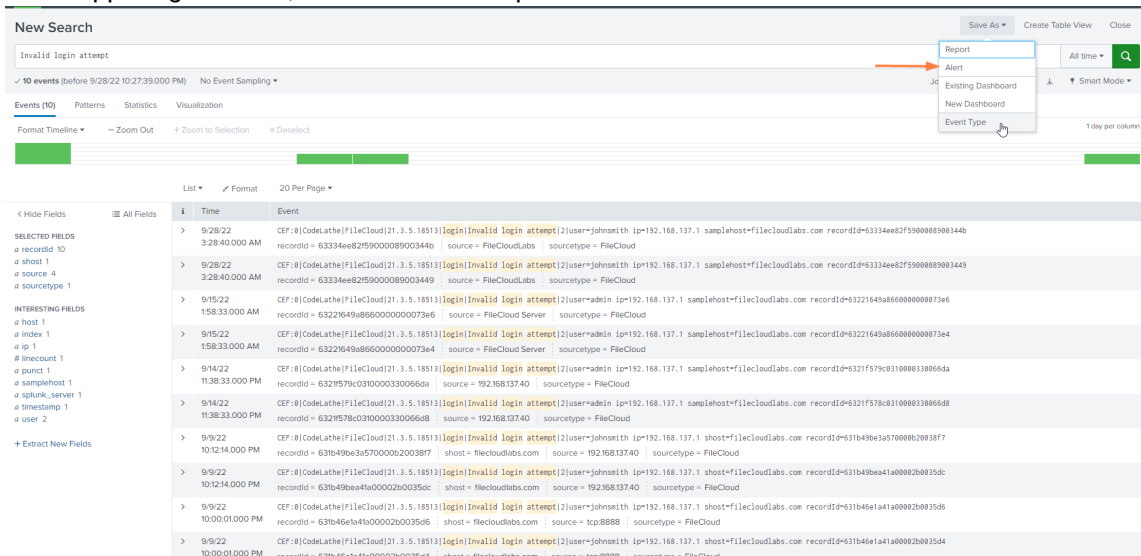 New Search
Save As ▾ Create Table View Close
Invalid login attempt
All time ▾
Report
Alert
Existing Dashboard
New Dashboard
Event Type
✓ 10 events (before 9/28/22 10:27:39.000 PM) No Event Sampling ▾
Smart Mode ▾
Events (10) Patterns Statistics Visualization
Format Timeline ▾ — Zoom Out + Zoom to Selection × Deselect
1 day per column
List ▾ Format 20 Per Page ▾
< Hide Fields All Fields
i Time Event
SELECTED FIELDS
a recordId 10
a shost 1
a source 4
a sourcetype 1
INTERESTING FIELDS
a host 1
a index 1
a ip 1
# linecount 1
a punct 1
a samplehost 1
a splunk_server 1
a timestamp 1
a user 2
+ Extract New Fields
> 9/28/22 CEF:0|CodeLathe|FileCloud|21.3.5.18513|login|Invalid login attempt|2|user=johnsmith ip=192.168.137.1 samplehost=filecloudlabs.com recordId=63334ee82f5900008900344b
3:28:40.000 AM recordId = 63334ee82f5900008900344b source = FileCloudLabs sourcetype = FileCloud
> 9/28/22 CEF:0|CodeLathe|FileCloud|21.3.5.18513|login|Invalid login attempt|2|user=johnsmith ip=192.168.137.1 samplehost=filecloudlabs.com recordId=63334ee82f59000089003449
3:28:40.000 AM recordId = 63334ee82f59000089003449 source = FileCloudLabs sourcetype = FileCloud
> 9/15/22 CEF:0|CodeLathe|FileCloud|21.3.5.18513|login|Invalid login attempt|2|user=admin ip=192.168.137.1 samplehost=filecloudlabs.com recordId=63221649a8660000000073e6
1:58:33.000 AM recordId = 63221649a8660000000073e6 source = FileCloud Server sourcetype = FileCloud
> 9/15/22 CEF:0|CodeLathe|FileCloud|21.3.5.18513|login|Invalid login attempt|2|user=admin ip=192.168.137.1 samplehost=filecloudlabs.com recordId=63221649a8660000000073e4
1:58:33.000 AM recordId = 63221649a8660000000073e4 source = FileCloud Server sourcetype = FileCloud
> 9/14/22 CEF:0|CodeLathe|FileCloud|21.3.5.18513|login|Invalid login attempt|2|user=admin ip=192.168.137.1 samplehost=filecloudlabs.com recordId=6321f579c0310000330066da
11:38:33.000 PM recordId = 6321f579c0310000330066da source = 192.168.137.40 sourcetype = FileCloud
> 9/14/22 CEF:0|CodeLathe|FileCloud|21.3.5.18513|login|Invalid login attempt|2|user=admin ip=192.168.137.1 samplehost=filecloudlabs.com recordId=6321f578c0310000330066d8
11:38:33.000 PM recordId = 6321f578c0310000330066d8 source = 192.168.137.40 sourcetype = FileCloud
> 9/9/22 CEF:0|CodeLathe|FileCloud|21.3.5.18513|login|Invalid login attempt|2|user=johnsmith ip=192.168.137.1 shost=filecloudlabs.com recordId=631b49be3a570000b20038f7
10:12:14.000 PM recordId = 631b49be3a570000b20038f7 shost = filecloudlabs.com source = 192.168.137.40 sourcetype = FileCloud
> 9/9/22 CEF:0|CodeLathe|FileCloud|21.3.5.18513|login|Invalid login attempt|2|user=johnsmith ip=192.168.137.1 shost=filecloudlabs.com recordId=631b49bea41a00002b0035dc
10:12:14.000 PM recordId = 631b49bea41a00002b0035dc shost = filecloudlabs.com source = 192.168.137.40 sourcetype = FileCloud
> 9/9/22 CEF:0|CodeLathe|FileCloud|21.3.5.18513|login|Invalid login attempt|2|user=johnsmith ip=192.168.137.1 shost=filecloudlabs.com recordId=631b46e1a41a00002b0035d6
10:00:01.000 PM recordId = 631b46e1a41a00002b0035d6 shost = filecloudlabs.com source = tcp:8888 sourcetype = FileCloud
> 9/9/22 CEF:0|CodeLathe|FileCloud|21.3.5.18513|login|Invalid login attempt|2|user=johnsmith ip=192.168.137.1 shost=filecloudlabs.com recordId=631b46e1a41a00002b0035d4
10:00:01.000 PM